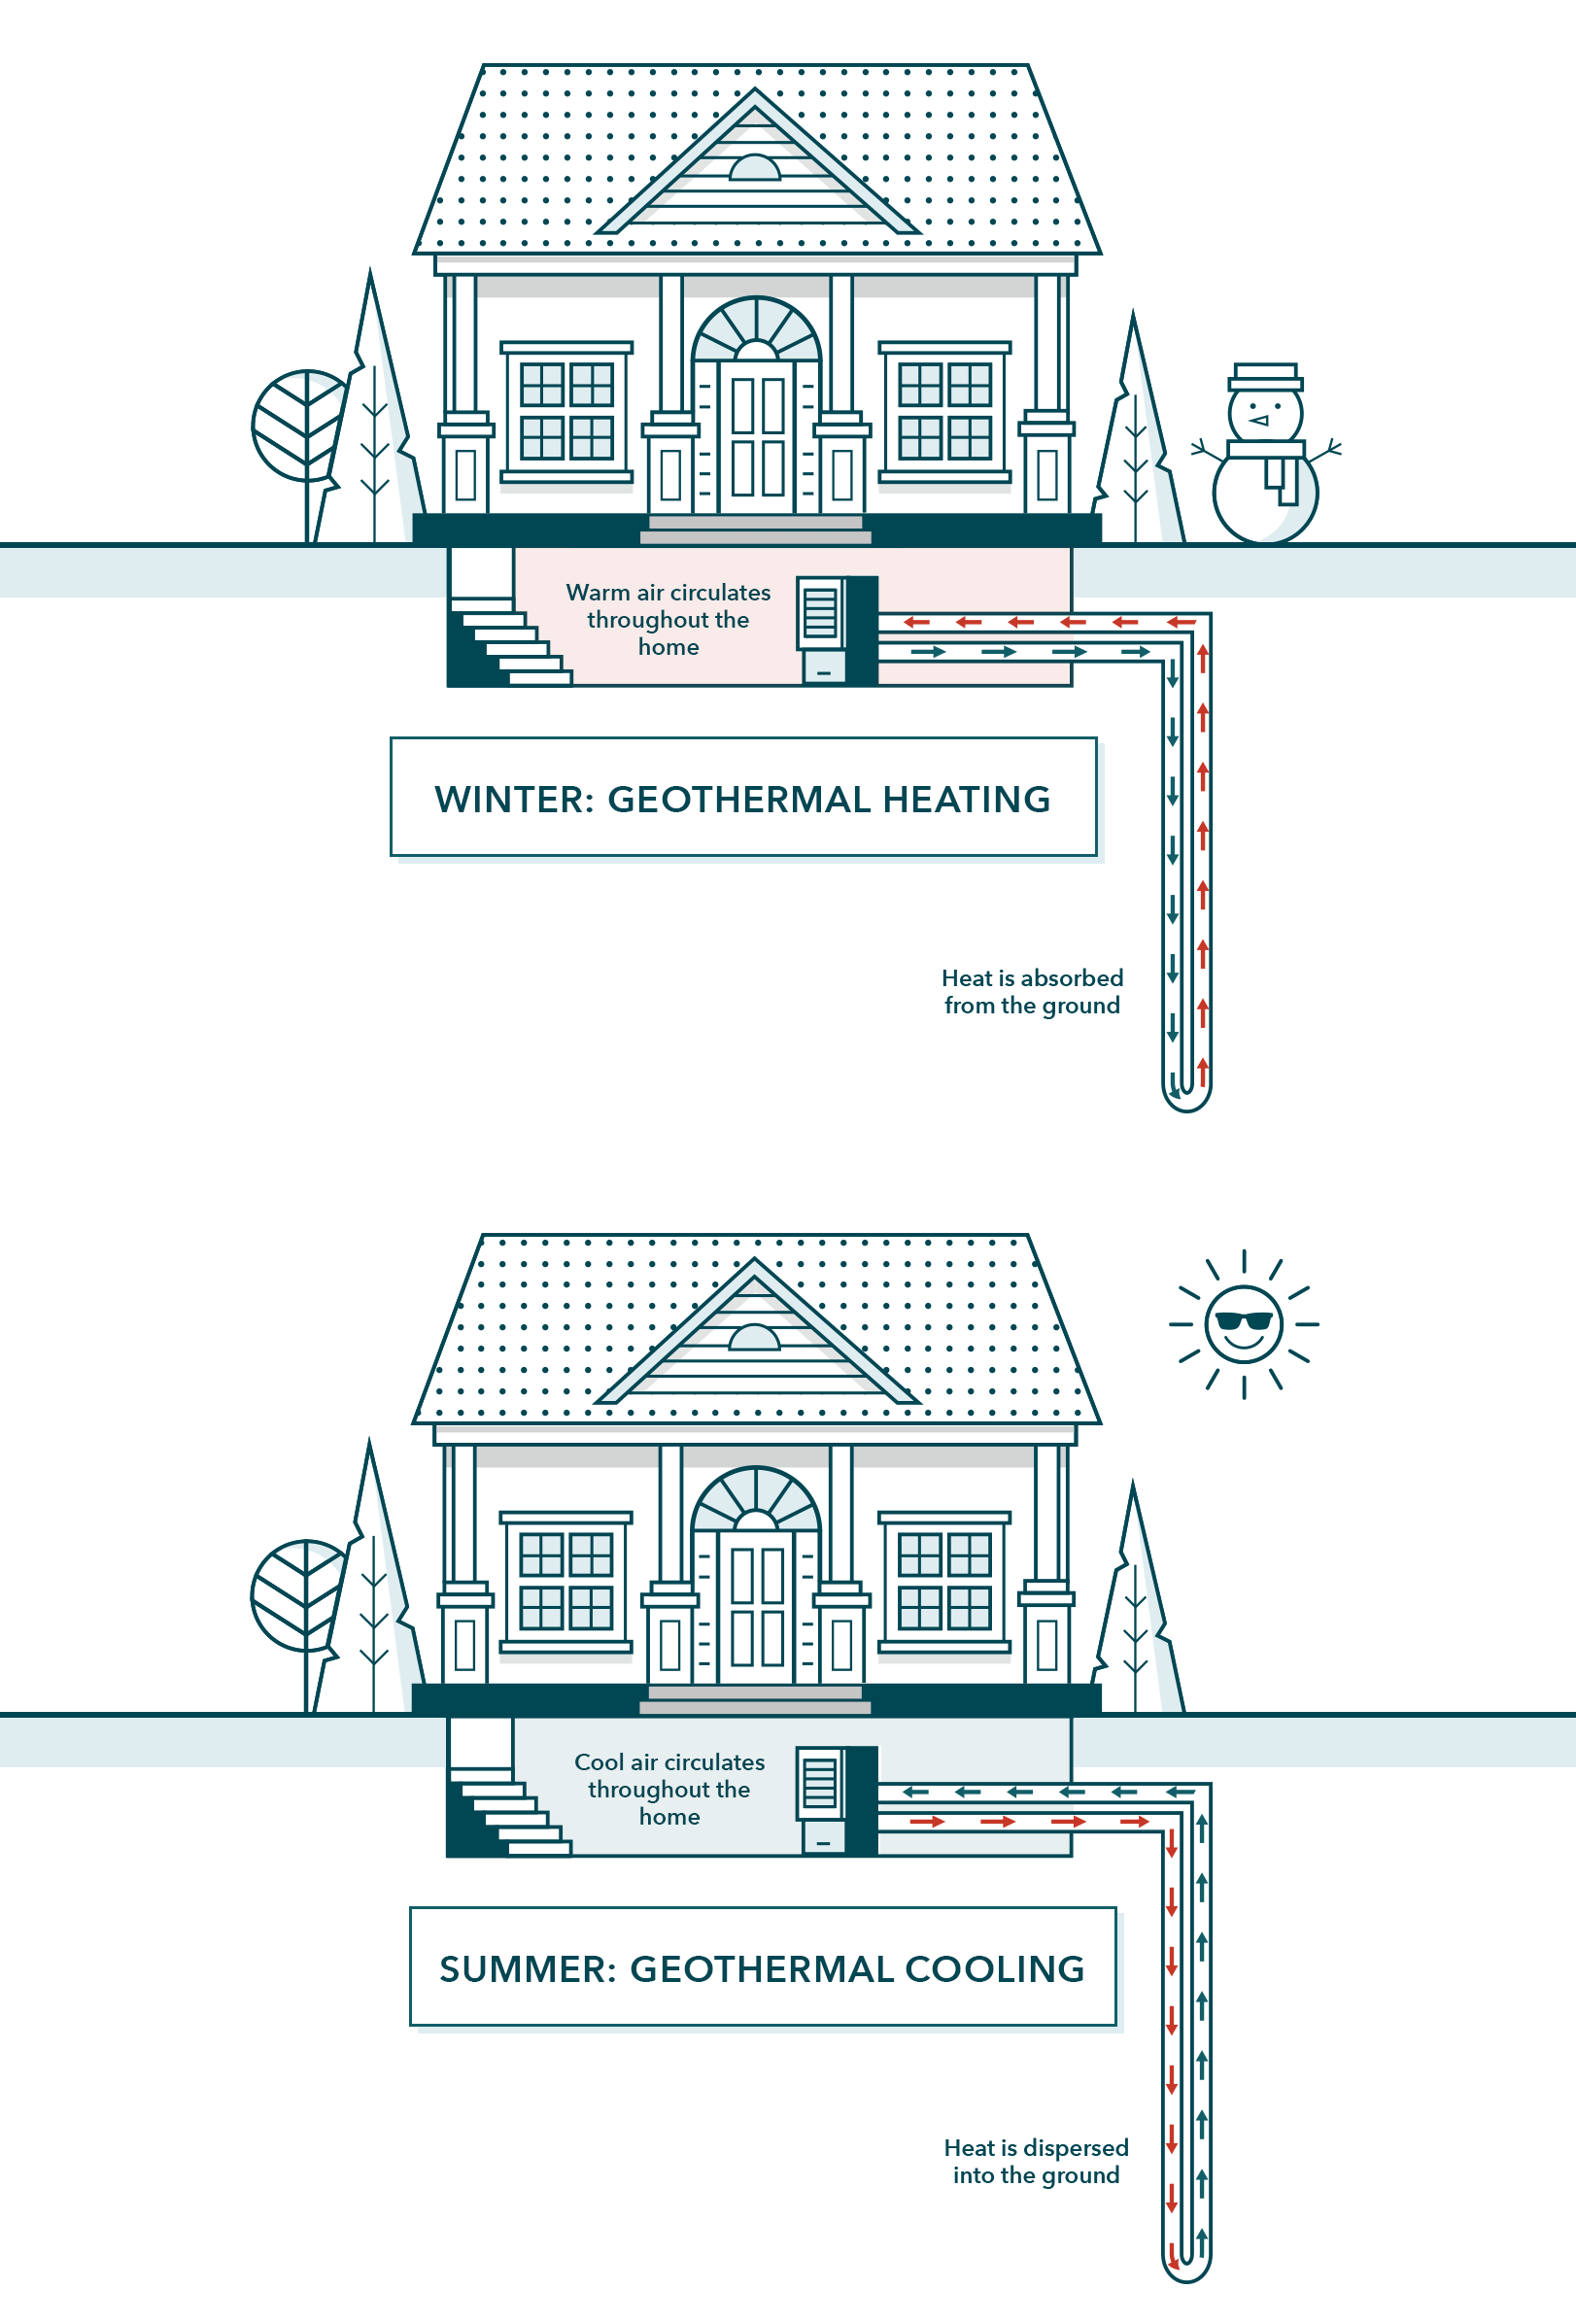 Warm air circulates
throughout the
home
WINTER: GEOTHERMAL HEATING
Heat is absorbed
from the ground
Cool air circulates
throughout the
home
SUMMER: GEOTHERMAL COOLING
Heat is dispersed
into the ground